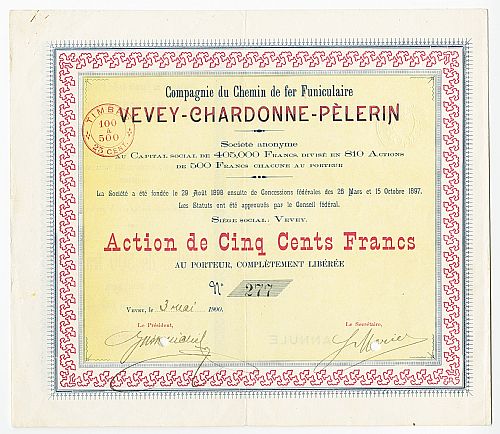 Compagnie du Chemin de fer Funiculaire
VEVEY-CHARDONNE-PÈLERIN
TIMBRE
100
à
500
25 CENT.
Société anonyme
au Capital social de 405,000 Francs, divisé en 810 Actions
de 500 Francs chacune au porteur
La Société a été fondée le 29 Août 1898 ensuite de Concessions fédérales des 26 Mars et 15 Octobre 1897.
Les Statuts ont été approuvés par le Conseil fédéral.
Siège social: Vevey.
Action de Cinq Cents Francs
AU PORTEUR, COMPLÈTEMENT LIBÉRÉE
No 277
Vevey, le 3 mai 1900.
Le Président, Le Secrétaire,
ANNULÉ